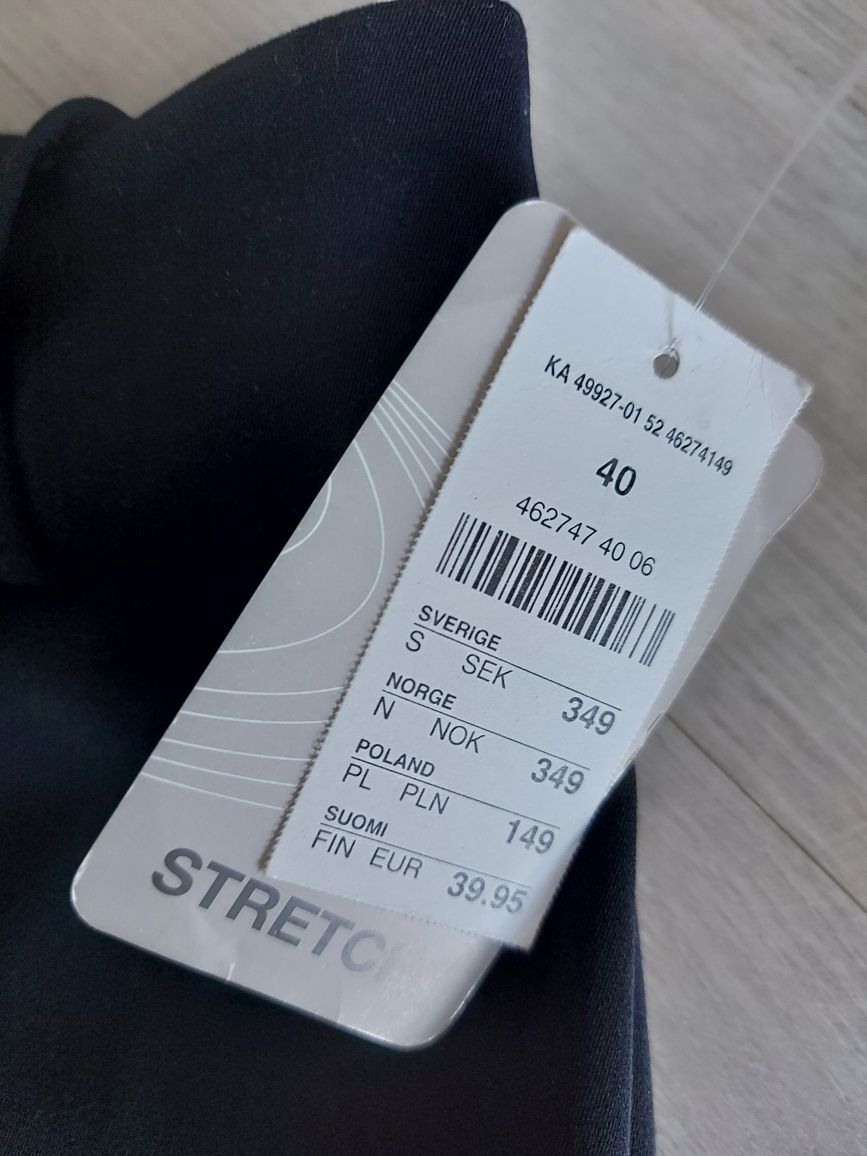 KA 49927-01 52 46274149
40
462747 40 06
SVERIGE
S SEK 349
NORGE
N NOK 349
POLAND
PL PLN 149
SUOMI
FIN EUR 39.95
STRETCH